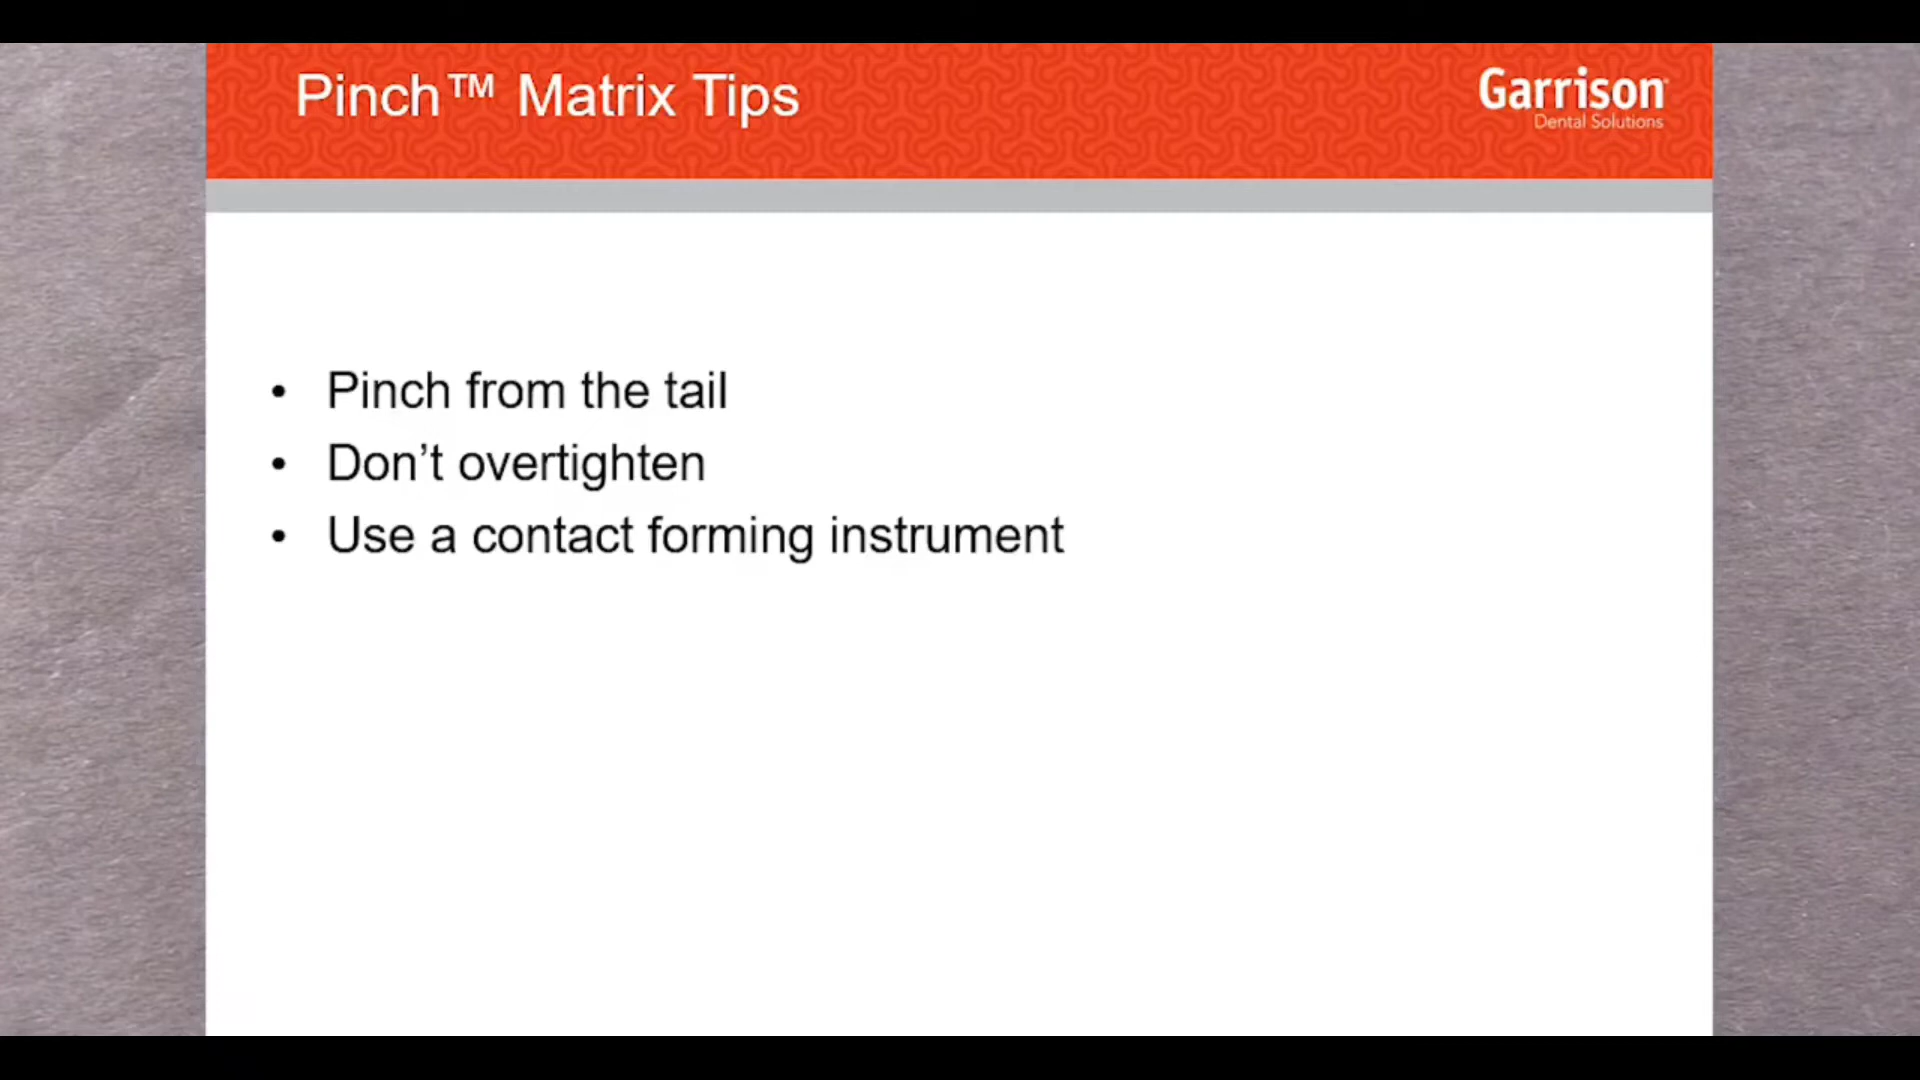 Pinch™ Matrix Tips
Garrison
Dental Solutions
• Pinch from the tail
• Don’t overtighten
• Use a contact forming instrument